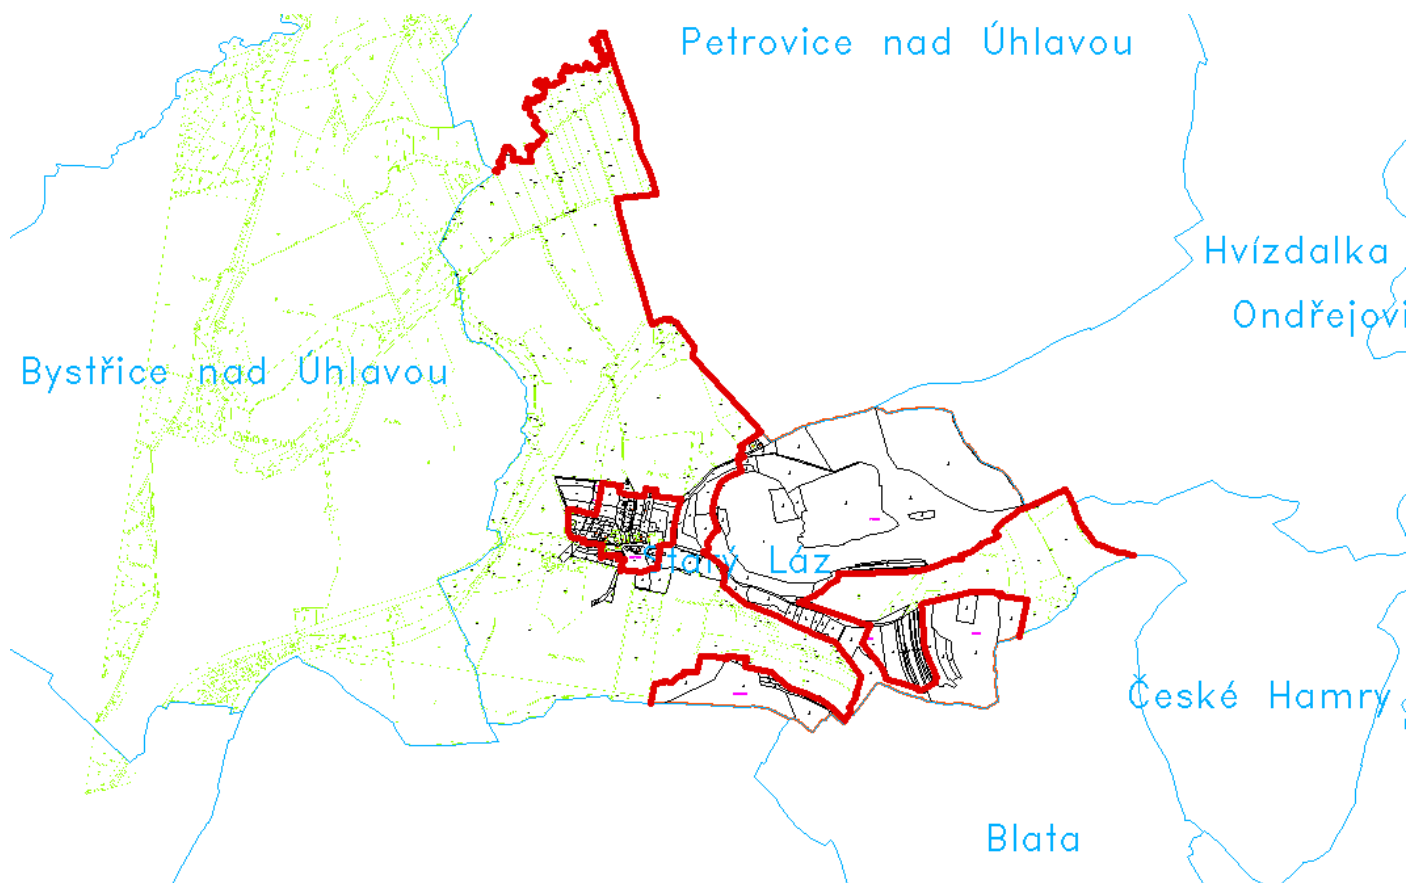 Petrovice nad Úhlavou
Hvízdalka
Ondřejovi
Bystřice nad Úhlavou
Starý Láz
České Hamry
Blata